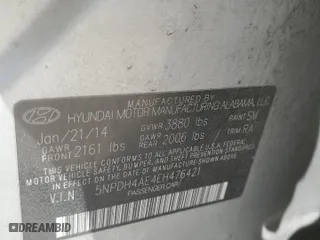 MANUFACTURED BY
HYUNDAI MOTOR MANUFACTURING ALABAMA, LLC
Jan/21/14 GVWR 3880 lbs PAINT SM
GAWR FRONT 2161 lbs GAWR REAR 2006 lbs TRIM RA
THIS VEHICLE CONFORMS TO ALL APPLICABLE
U.S. FEDERAL MOTOR VEHICLE SAFETY, BUMPER,
AND THEFT PREVENTION STANDARDS IN EFFECT ON
THE DATE OF MANUFACTURE SHOWN ABOVE.
V.I.N 5NPDH4AE4EH476421
PASSENGER CAR